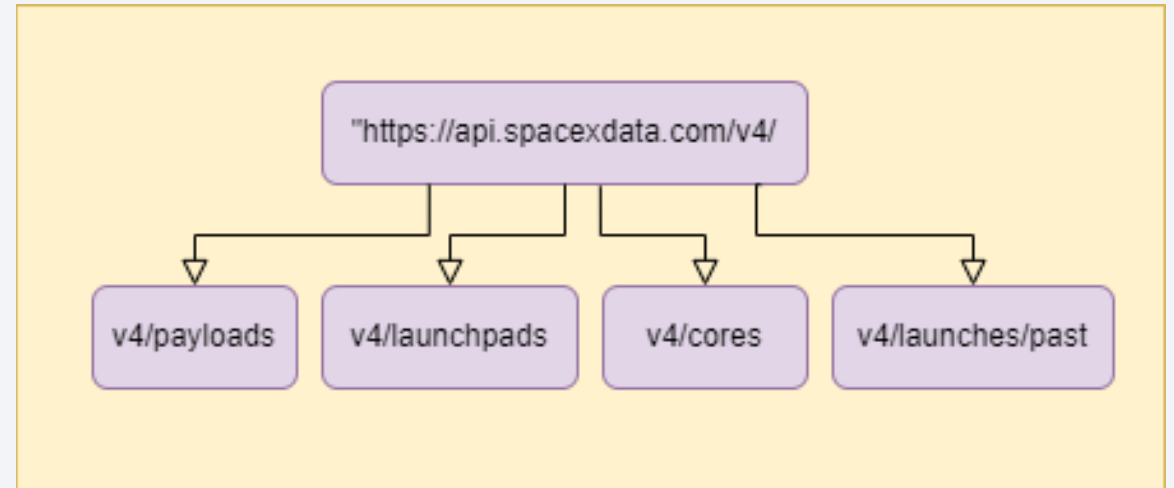 "https://api.spacexdata.com/v4/
v4/payloads
v4/launchpads
v4/cores
v4/launches/past